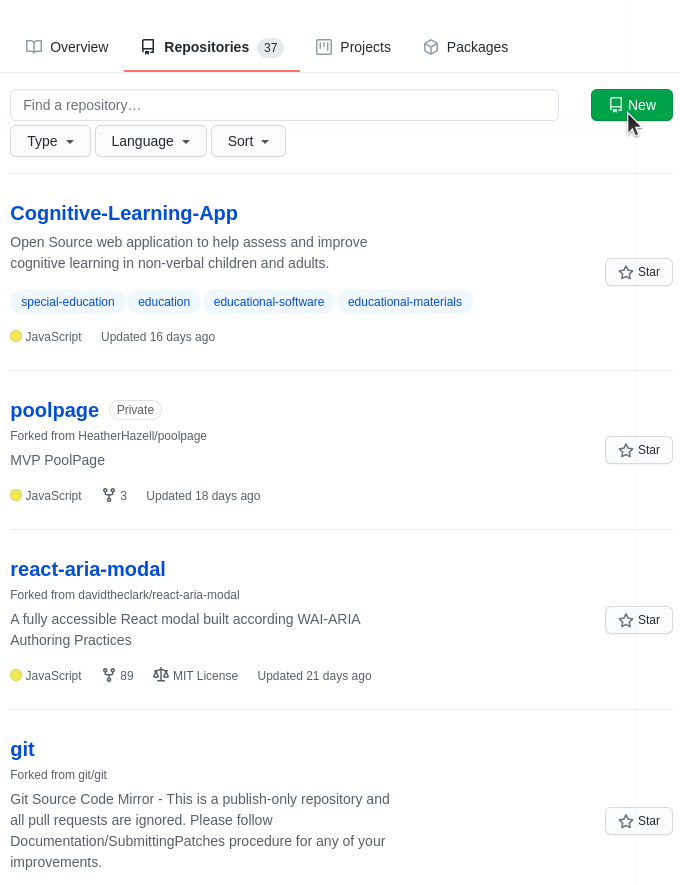 Overview Repositories 37 Projects Packages
Find a repository… New
Type Language Sort
Cognitive-Learning-App
Open Source web application to help assess and improve
cognitive learning in non-verbal children and adults.
Star
special-education education educational-software educational-materials
JavaScript Updated 16 days ago
poolpage Private
Forked from HeatherHazell/poolpage
Star
MVP PoolPage
JavaScript 3 Updated 18 days ago
react-aria-modal
Forked from davidtheclark/react-aria-modal
A fully accessible React modal built according WAI-ARIA
Star
Authoring Practices
JavaScript 89 MIT License Updated 21 days ago
git
Forked from git/git
Git Source Code Mirror - This is a publish-only repository and
all pull requests are ignored. Please follow
Star
Documentation/SubmittingPatches procedure for any of your
improvements.